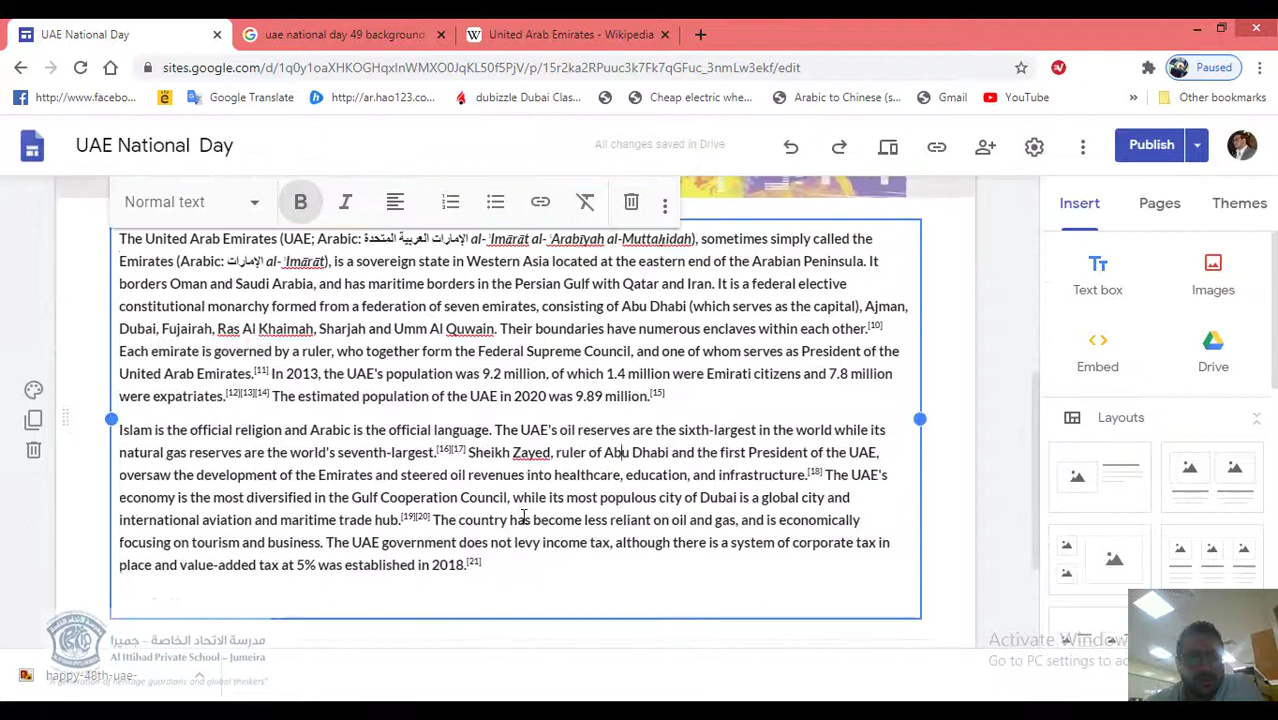 UAE National Day
uae national day 49 background
United Arab Emirates - Wikipedia
sites.google.com/d/1q0y1oaXHKOGHqxInWMXO0JqKL50f5PjV/p/15r2ka2RPuuc3k7Fk7qGFuc_3nmLw3ekf/edit
Paused
http://www.facebo...
Google Translate
http://ar.hao123.co...
dubizzle Dubai Clas...
Cheap electric whe...
Arabic to Chinese (s...
Gmail
YouTube
»
Other bookmarks
UAE National Day
All changes saved in Drive
Publish
Normal text
B
I
Insert
Pages
Themes
The United Arab Emirates (UAE; Arabic: الإمارات العربية المتحدة al-ʾImārāt al-ʿArabīyah al-Muttaḥidah), sometimes simply called the
Emirates (Arabic: الإمارات al-ʾImārāt), is a sovereign state in Western Asia located at the eastern end of the Arabian Peninsula. It
borders Oman and Saudi Arabia, and has maritime borders in the Persian Gulf with Qatar and Iran. It is a federal elective
constitutional monarchy formed from a federation of seven emirates, consisting of Abu Dhabi (which serves as the capital), Ajman,
Dubai, Fujairah, Ras Al Khaimah, Sharjah and Umm Al Quwain. Their boundaries have numerous enclaves within each other.[10]
Each emirate is governed by a ruler, who together form the Federal Supreme Council, and one of whom serves as President of the
United Arab Emirates.[11] In 2013, the UAE's population was 9.2 million, of which 1.4 million were Emirati citizens and 7.8 million
were expatriates.[12][13][14] The estimated population of the UAE in 2020 was 9.89 million.[15]
Islam is the official religion and Arabic is the official language. The UAE's oil reserves are the sixth-largest in the world while its
natural gas reserves are the world's seventh-largest.[16][17] Sheikh Zayed, ruler of Abu Dhabi and the first President of the UAE,
oversaw the development of the Emirates and steered oil revenues into healthcare, education, and infrastructure.[18] The UAE's
economy is the most diversified in the Gulf Cooperation Council, while its most populous city of Dubai is a global city and
international aviation and maritime trade hub.[19][20] The country has become less reliant on oil and gas, and is economically
focusing on tourism and business. The UAE government does not levy income tax, although there is a system of corporate tax in
place and value-added tax at 5% was established in 2018.[21]
Text box
Images
Embed
Drive
Layouts
مدرسة الاتحاد الخاصة - جميرا
Al Ittihad Private School - Jumeira
"A generation of heritage guardians and global thinkers"
happy-48th-uae-
Activate Window
Go to PC settings to a